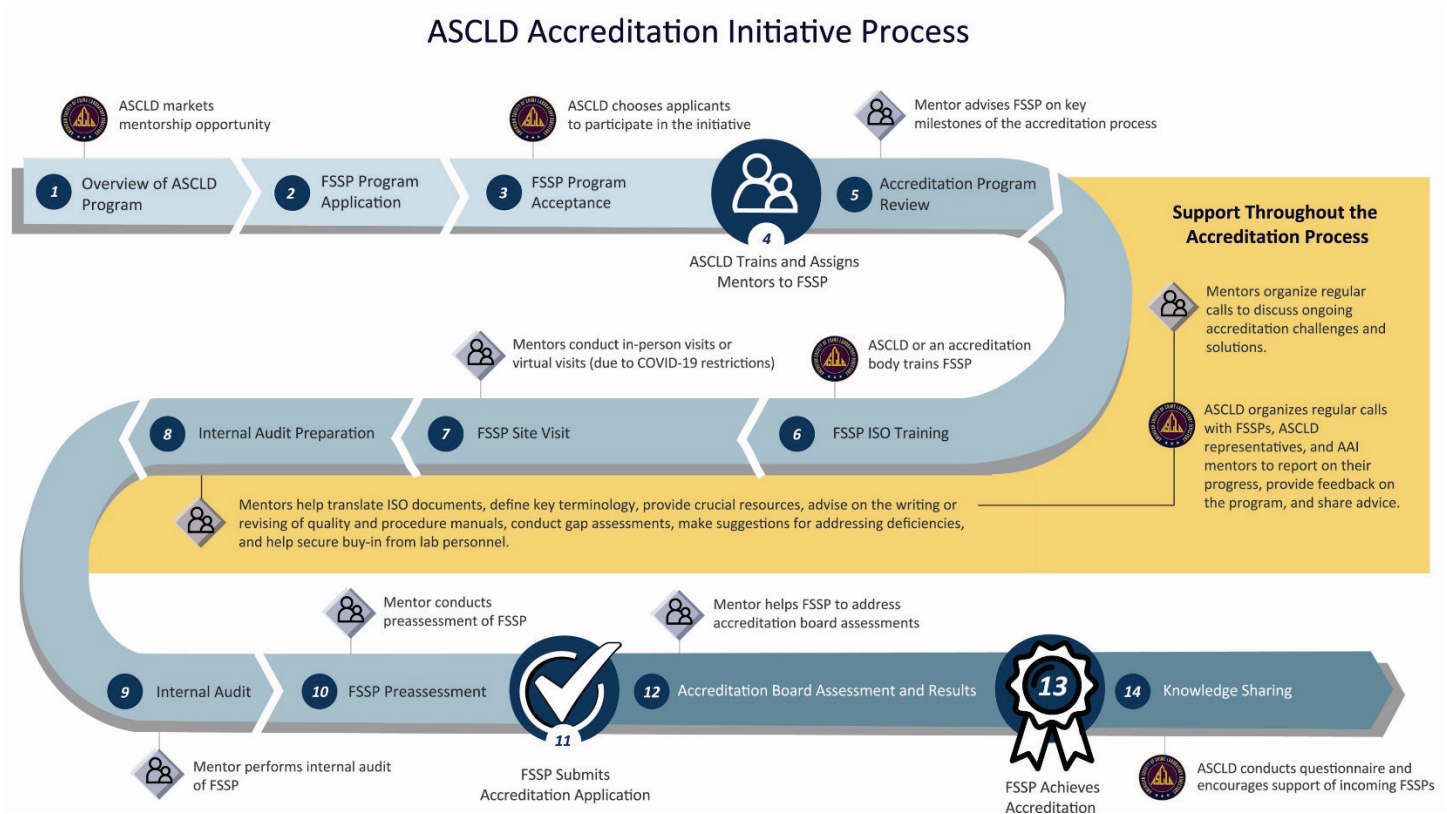 ASCLD Accreditation Initiative Process
ASCLD markets
mentorship opportunity
ASCLD chooses applicants
to participate in the initiative
Mentor advises FSSP on key
milestones of the accreditation process
1
Overview of ASCLD
Program
2
FSSP Program
Application
3
FSSP Program
Acceptance
4
ASCLD Trains and Assigns
Mentors to FSSP
5
Accreditation Program
Review
Support Throughout the
Accreditation Process
Mentors organize regular
calls to discuss ongoing
accreditation challenges and
solutions.
ASCLD organizes regular calls
with FSSPs, ASCLD
representatives, and AAI
mentors to report on their
progress, provide feedback on
the program, and share advice.
ASCLD or an accreditation
body trains FSSP
6
FSSP ISO Training
Mentors conduct in-person visits or
virtual visits (due to COVID-19 restrictions)
7
FSSP Site Visit
8
Internal Audit Preparation
Mentors help translate ISO documents, define key terminology, provide crucial resources, advise on the writing or
revising of quality and procedure manuals, conduct gap assessments, make suggestions for addressing deficiencies,
and help secure buy-in from lab personnel.
9
Internal Audit
Mentor performs internal audit
of FSSP
Mentor conducts
preassessment of FSSP
10
FSSP Preassessment
11
FSSP Submits
Accreditation Application
Mentor helps FSSP to address
accreditation board assessments
12
Accreditation Board Assessment and Results
13
FSSP Achieves
Accreditation
14
Knowledge Sharing
ASCLD conducts questionnaire and
encourages support of incoming FSSPs